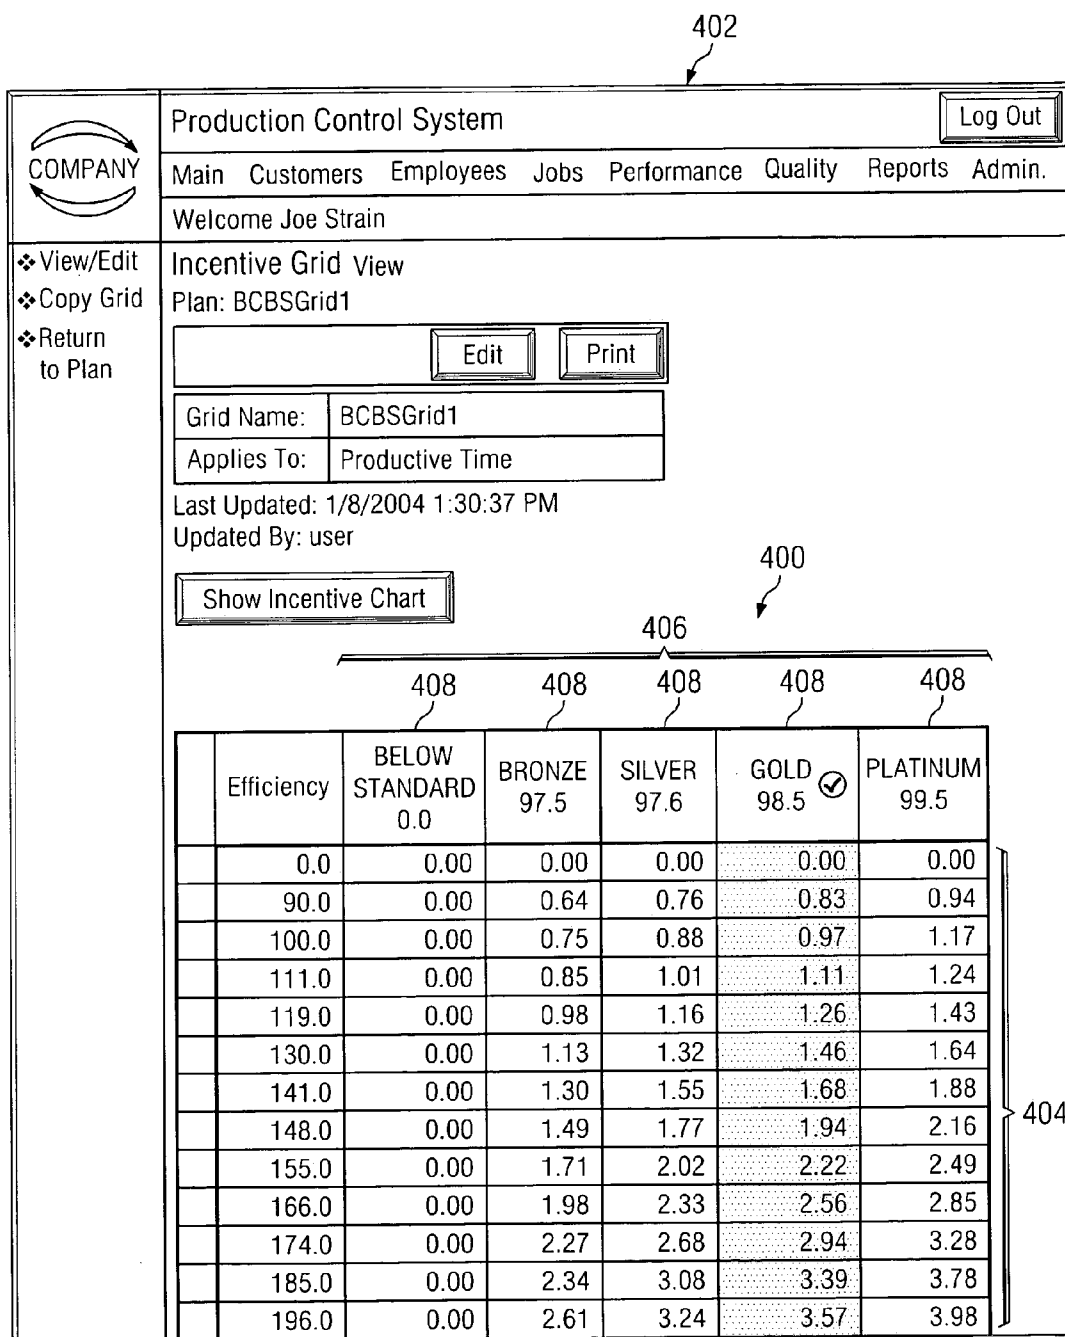 402
Production Control System
Log Out
COMPANY
Main Customers Employees Jobs Performance Quality Reports Admin.
Welcome Joe Strain
❖View/Edit
❖Copy Grid
❖Return
to Plan
Incentive Grid View
Plan: BCBSGrid1
Edit Print
Grid Name: BCBSGrid1
Applies To: Productive Time
Last Updated: 1/8/2004 1:30:37 PM
Updated By: user
Show Incentive Chart
400
406
408 408 408 408 408
Efficiency BELOW STANDARD 0.0 BRONZE 97.5 SILVER 97.6 GOLD 98.5 PLATINUM 99.5
0.0 0.00 0.00 0.00 0.00 0.00
90.0 0.00 0.64 0.76 0.83 0.94
100.0 0.00 0.75 0.88 0.97 1.17
111.0 0.00 0.85 1.01 1.11 1.24
119.0 0.00 0.98 1.16 1.26 1.43
130.0 0.00 1.13 1.32 1.46 1.64
141.0 0.00 1.30 1.55 1.68 1.88
148.0 0.00 1.49 1.77 1.94 2.16
404
155.0 0.00 1.71 2.02 2.22 2.49
166.0 0.00 1.98 2.33 2.56 2.85
174.0 0.00 2.27 2.68 2.94 3.28
185.0 0.00 2.34 3.08 3.39 3.78
196.0 0.00 2.61 3.24 3.57 3.98